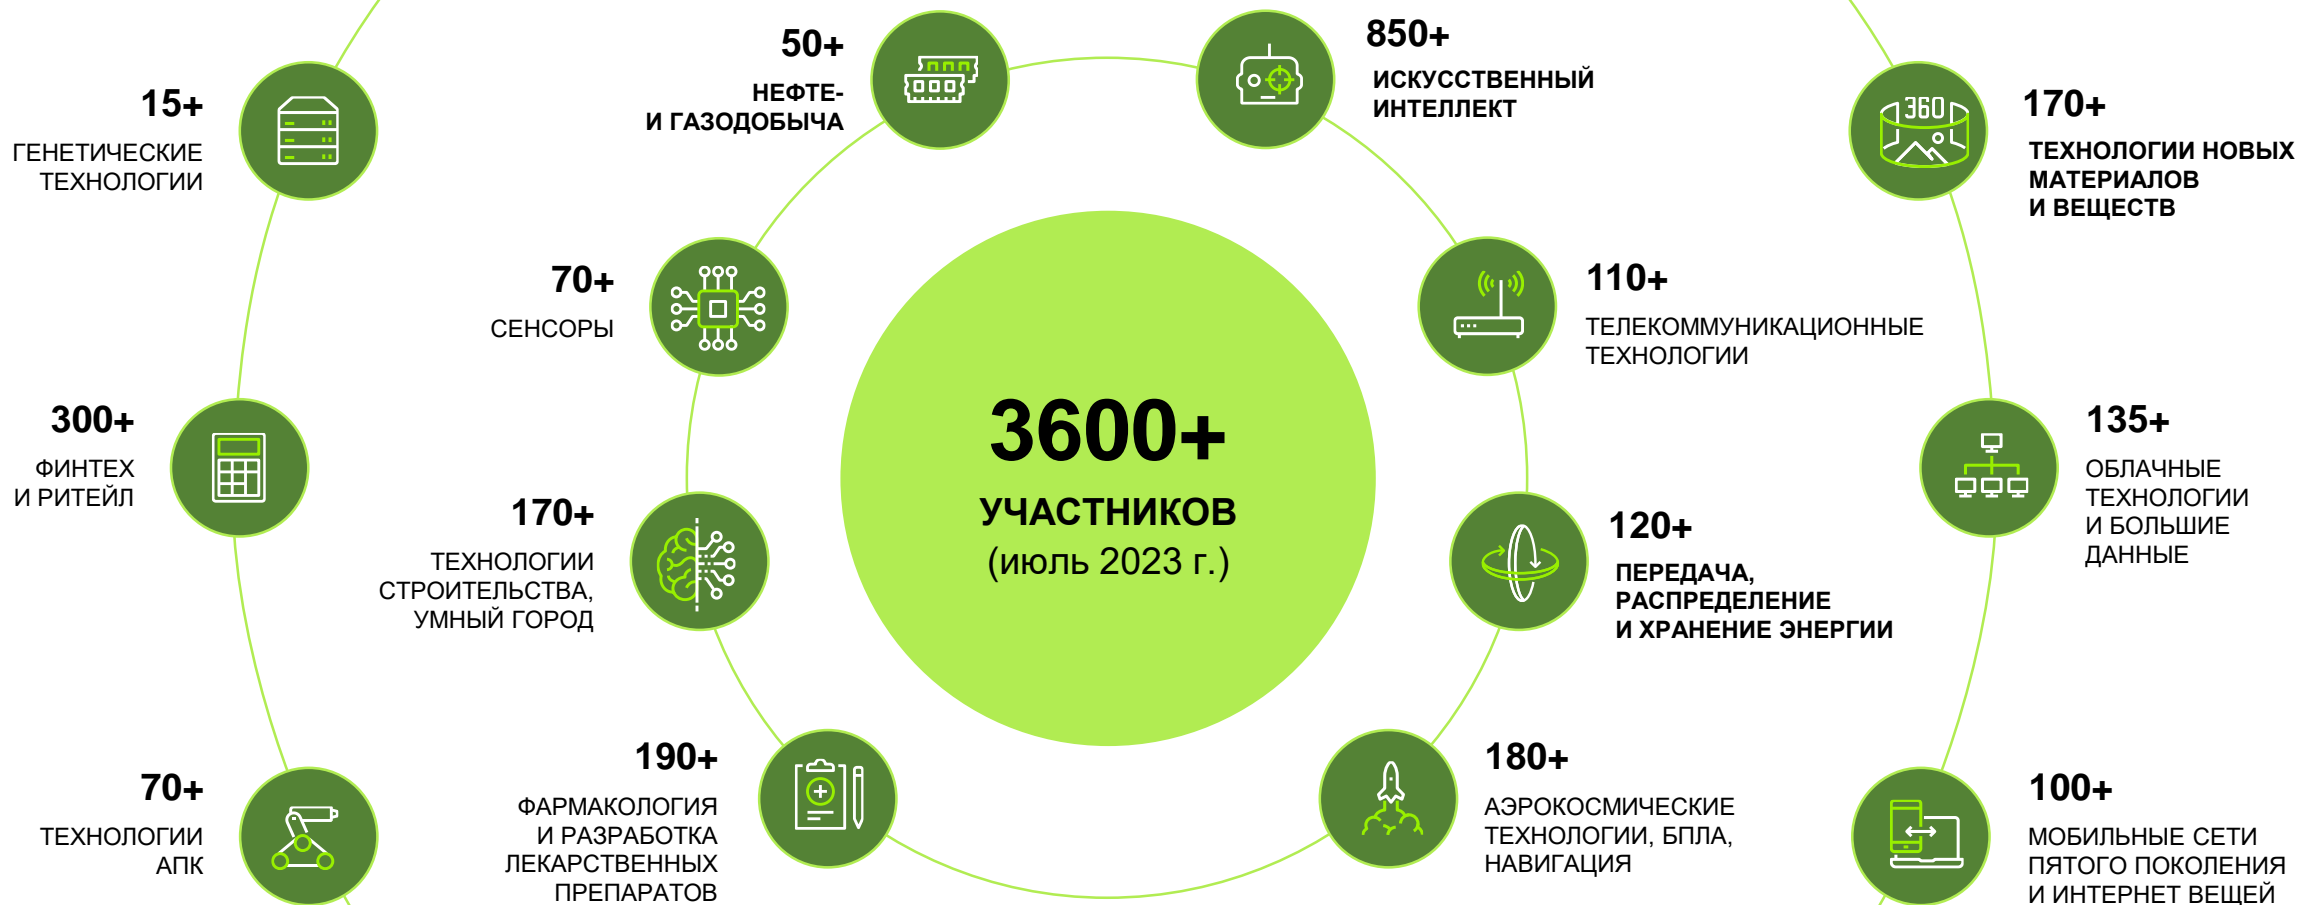 15+
ГЕНЕТИЧЕСКИЕ
ТЕХНОЛОГИИ
300+
ФИНТЕХ
И РИТЕЙЛ
70+
ТЕХНОЛОГИИ
АПК
50+
НЕФТЕ-
И ГАЗОДОБЫЧА
70+
СЕНСОРЫ
170+
ТЕХНОЛОГИИ
СТРОИТЕЛЬСТВА,
УМНЫЙ ГОРОД
190+
ФАРМАКОЛОГИЯ
И РАЗРАБОТКА
ЛЕКАРСТВЕННЫХ
ПРЕПАРАТОВ
3600+
УЧАСТНИКОВ
(июль 2023 г.)
850+
ИСКУССТВЕННЫЙ
ИНТЕЛЛЕКТ
110+
ТЕЛЕКОММУНИКАЦИОННЫЕ
ТЕХНОЛОГИИ
120+
ПЕРЕДАЧА,
РАСПРЕДЕЛЕНИЕ
И ХРАНЕНИЕ ЭНЕРГИИ
180+
АЭРОКОСМИЧЕСКИЕ
ТЕХНОЛОГИИ, БПЛА,
НАВИГАЦИЯ
360
170+
ТЕХНОЛОГИИ НОВЫХ
МАТЕРИАЛОВ
И ВЕЩЕСТВ
135+
ОБЛАЧНЫЕ
ТЕХНОЛОГИИ
И БОЛЬШИЕ
ДАННЫЕ
100+
МОБИЛЬНЫЕ СЕТИ
ПЯТОГО ПОКОЛЕНИЯ
И ИНТЕРНЕТ ВЕЩЕЙ